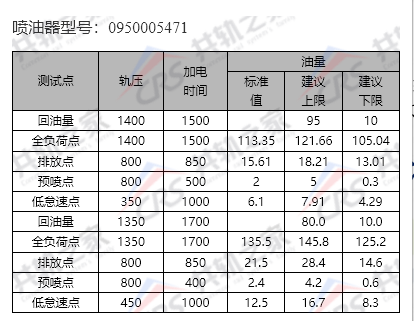 喷油器型号：0950005471
测试点 轨压 加电时间 油量
标准值 建议上限 建议下限
回油量 1400 1500 95 10
全负荷点 1400 1500 113.35 121.66 105.04
排放点 800 850 15.61 18.21 13.01
预喷点 800 500 2 5 0.3
低怠速点 350 1000 6.1 7.91 4.29
回油量 1350 1700 80.0 10.0
全负荷点 1350 1700 135.5 145.8 125.2
排放点 800 850 21.5 28.4 14.6
预喷点 800 400 2.4 4.2 0.6
低怠速点 450 1000 12.5 16.7 8.3
共轨之家
CRS